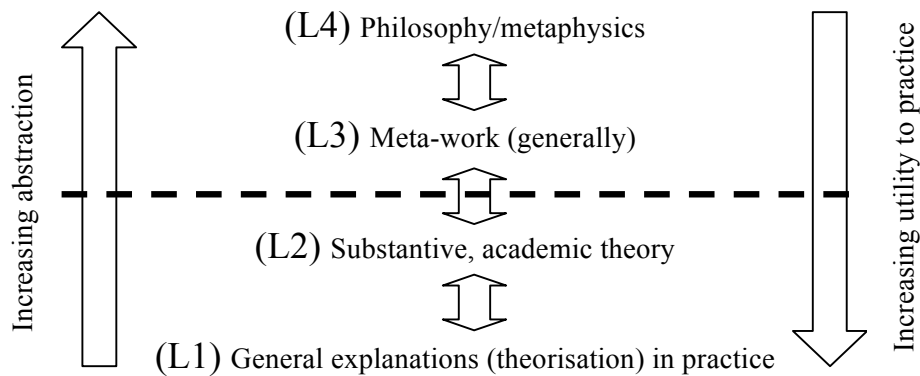 (L4) Philosophy/metaphysics
(L3) Meta-work (generally)
(L2) Substantive, academic theory
(L1) General explanations (theorisation) in practice
Increasing abstraction
Increasing utility to practice